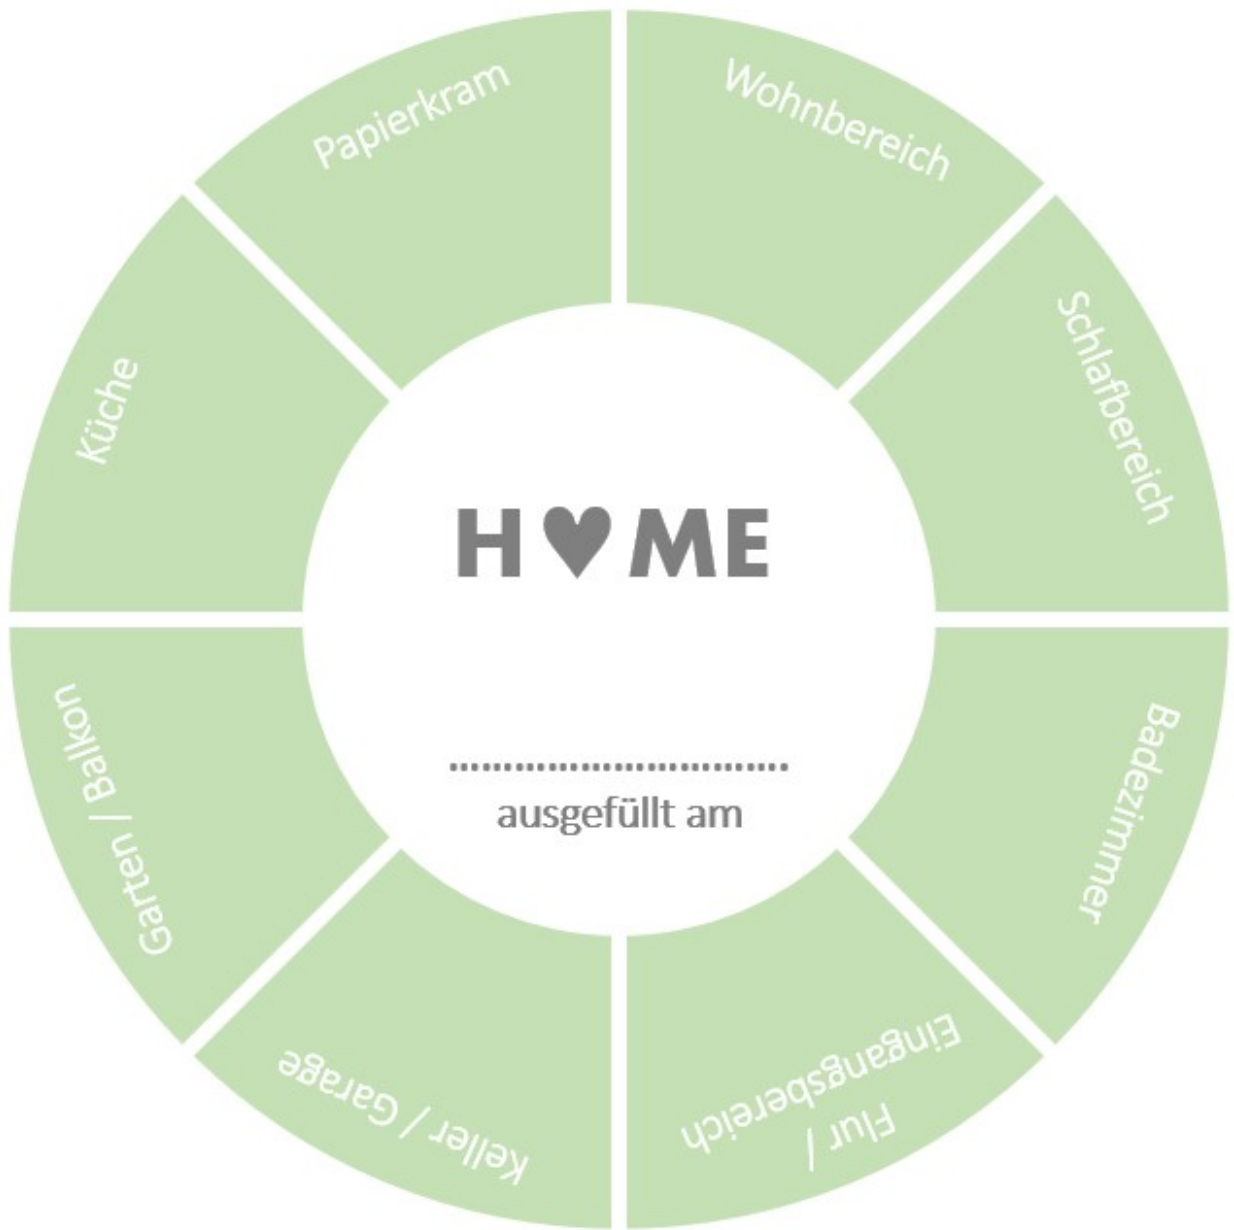 Wohnbereich
Schlafbereich
Badezimmer
Flur /
Eingangsbereich
Keller / Garage
Garten / Balkon
Küche
Papierkram
H♥ME
...............................
ausgefüllt am